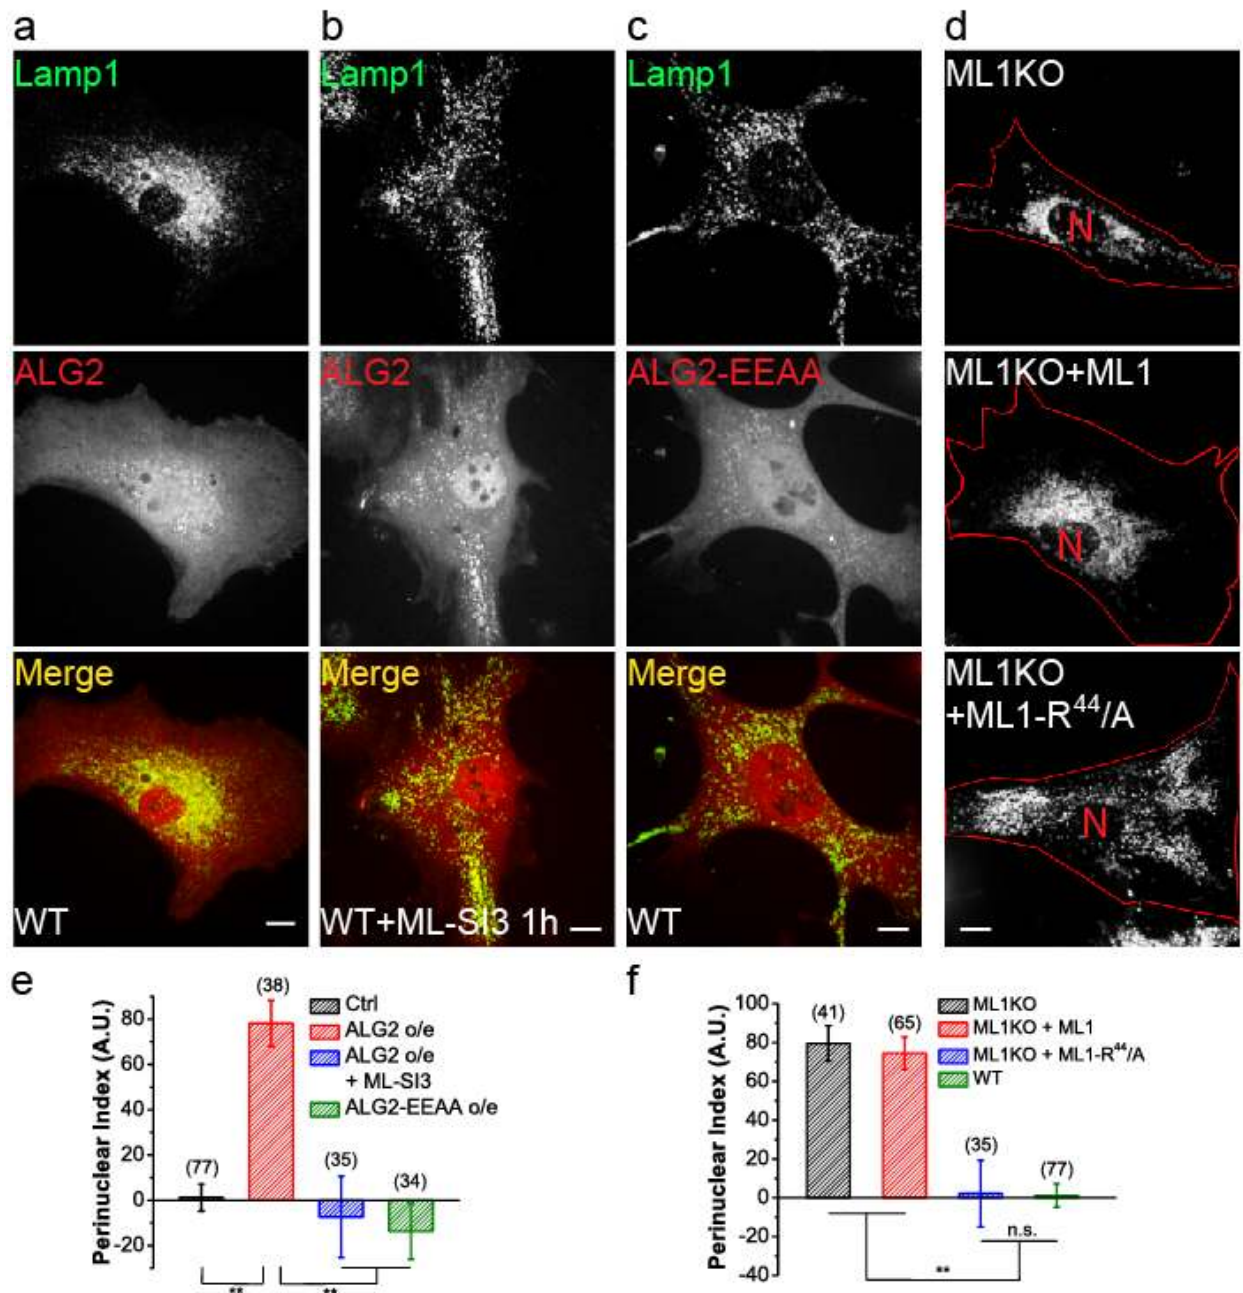 a
b
c
d
Lamp1
Lamp1
Lamp1
ML1KO
N
ALG2
ALG2
ALG2-EEAA
ML1KO+ML1
N
Merge
Merge
Merge
ML1KO
+ML1-R⁴⁴/A
N
WT
WT+ML-SI3 1h
WT
e
Perinuclear Index (A.U.)
80
60
40
20
0
-20
(77)
(38)
(35)
(34)
Ctrl
ALG2 o/e
ALG2 o/e
+ ML-SI3
ALG2-EEAA o/e
**
**
f
Perinuclear Index (A.U.)
100
80
60
40
20
0
-20
-40
(41)
(65)
(35)
(77)
ML1KO
ML1KO + ML1
ML1KO + ML1-R⁴⁴/A
WT
n.s.
**